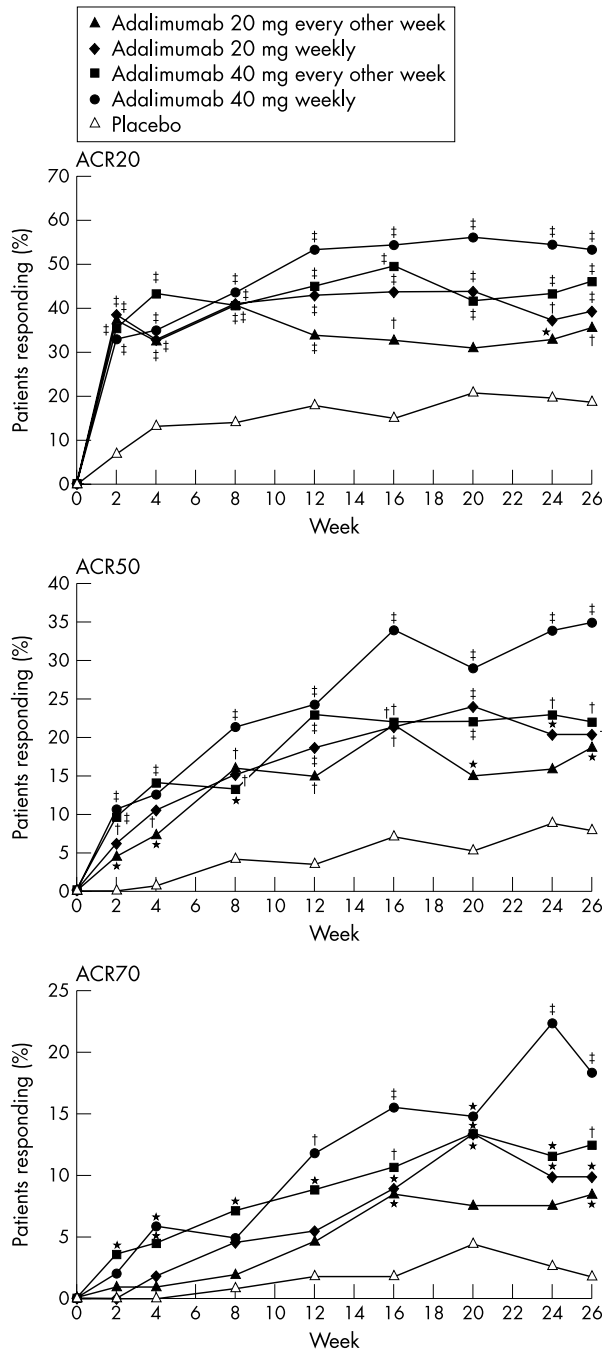 ▲ Adalimumab 20 mg every other week
◆ Adalimumab 20 mg weekly
■ Adalimumab 40 mg every other week
● Adalimumab 40 mg weekly
△ Placebo
ACR20
70
60
50
40
30
20
10
0
Patients responding (%)
0 2 4 6 8 10 12 14 16 18 20 22 24 26
Week
ACR50
40
35
30
25
20
15
10
5
0
Patients responding (%)
0 2 4 6 8 10 12 14 16 18 20 22 24 26
Week
ACR70
25
20
15
10
5
0
Patients responding (%)
0 2 4 6 8 10 12 14 16 18 20 22 24 26
Week